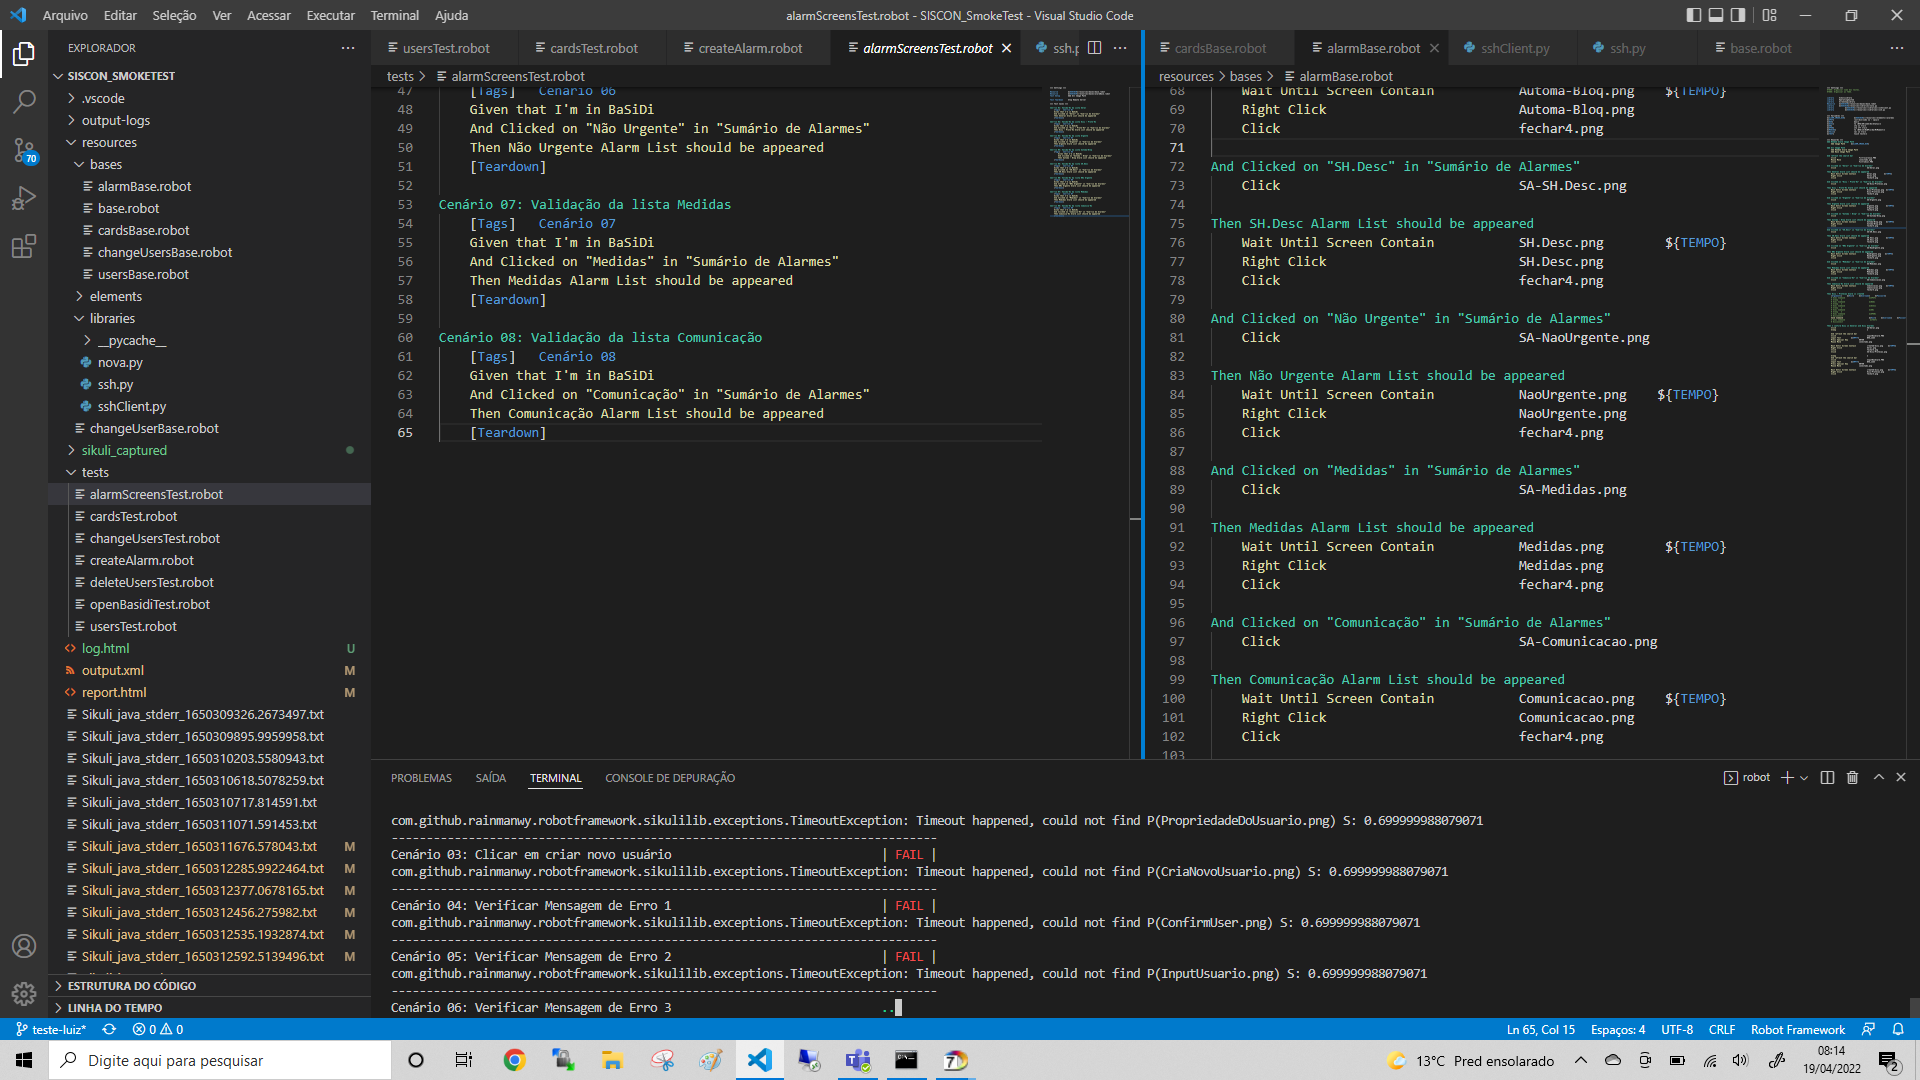 Arquivo Editar Seleção Ver Acessar Executar Terminal Ajuda
alarmScreensTest.robot - SISCON_SmokeTest - Visual Studio Code
EXPLORADOR
SISCON_SMOKETEST
.vscode
output-logs
resources
bases
alarmBase.robot
base.robot
cardsBase.robot
changeUsersBase.robot
usersBase.robot
elements
libraries
__pycache__
nova.py
ssh.py
sshClient.py
changeUserBase.robot
sikuli_captured
tests
alarmScreensTest.robot
cardsTest.robot
changeUsersTest.robot
createAlarm.robot
deleteUsersTest.robot
openBasidiTest.robot
usersTest.robot
log.html U
output.xml M
report.html M
Sikuli_java_stderr_1650309326.2673497.txt
Sikuli_java_stderr_1650309895.9959958.txt
Sikuli_java_stderr_1650310203.5580943.txt
Sikuli_java_stderr_1650310618.5078259.txt
Sikuli_java_stderr_1650310717.814591.txt
Sikuli_java_stderr_1650311071.591453.txt
Sikuli_java_stderr_1650311676.578043.txt M
Sikuli_java_stderr_1650312285.9922464.txt M
Sikuli_java_stderr_1650312377.0678165.txt M
Sikuli_java_stderr_1650312456.275982.txt M
Sikuli_java_stderr_1650312535.1932874.txt M
Sikuli_java_stderr_1650312592.5139496.txt M
ESTRUTURA DO CÓDIGO
LINHA DO TEMPO
70
usersTest.robot cardsTest.robot createAlarm.robot alarmScreensTest.robot ssh.p
tests > alarmScreensTest.robot
47 [Tags] Cenário 06
48 Given that I'm in BaSiDi
49 And Clicked on "Não Urgente" in "Sumário de Alarmes"
50 Then Não Urgente Alarm List should be appeared
51 [Teardown]
52
53 Cenário 07: Validação da lista Medidas
54 [Tags] Cenário 07
55 Given that I'm in BaSiDi
56 And Clicked on "Medidas" in "Sumário de Alarmes"
57 Then Medidas Alarm List should be appeared
58 [Teardown]
59
60 Cenário 08: Validação da lista Comunicação
61 [Tags] Cenário 08
62 Given that I'm in BaSiDi
63 And Clicked on "Comunicação" in "Sumário de Alarmes"
64 Then Comunicação Alarm List should be appeared
65 [Teardown]
cardsBase.robot alarmBase.robot sshClient.py ssh.py base.robot
resources > bases > alarmBase.robot
68 Wait Until Screen Contain Automa-Bloq.png ${TEMPO}
69 Right Click Automa-Bloq.png
70 Click fechar4.png
71
72 And Clicked on "SH.Desc" in "Sumário de Alarmes"
73 Click SA-SH.Desc.png
74
75 Then SH.Desc Alarm List should be appeared
76 Wait Until Screen Contain SH.Desc.png ${TEMPO}
77 Right Click SH.Desc.png
78 Click fechar4.png
79
80 And Clicked on "Não Urgente" in "Sumário de Alarmes"
81 Click SA-NaoUrgente.png
82
83 Then Não Urgente Alarm List should be appeared
84 Wait Until Screen Contain NaoUrgente.png ${TEMPO}
85 Right Click NaoUrgente.png
86 Click fechar4.png
87
88 And Clicked on "Medidas" in "Sumário de Alarmes"
89 Click SA-Medidas.png
90
91 Then Medidas Alarm List should be appeared
92 Wait Until Screen Contain Medidas.png ${TEMPO}
93 Right Click Medidas.png
94 Click fechar4.png
95
96 And Clicked on "Comunicação" in "Sumário de Alarmes"
97 Click SA-Comunicacao.png
98
99 Then Comunicação Alarm List should be appeared
100 Wait Until Screen Contain Comunicacao.png ${TEMPO}
101 Right Click Comunicacao.png
102 Click fechar4.png
103
PROBLEMAS SAÍDA TERMINAL CONSOLE DE DEPURAÇÃO
robot
com.github.rainmanwy.robotframework.sikulilib.exceptions.TimeoutException: Timeout happened, could not find P(PropriedadeDoUsuario.png) S: 0.699999988079071
------------------------------------------------------------------------------
Cenário 03: Clicar em criar novo usuário | FAIL |
com.github.rainmanwy.robotframework.sikulilib.exceptions.TimeoutException: Timeout happened, could not find P(CriaNovoUsuario.png) S: 0.699999988079071
------------------------------------------------------------------------------
Cenário 04: Verificar Mensagem de Erro 1 | FAIL |
com.github.rainmanwy.robotframework.sikulilib.exceptions.TimeoutException: Timeout happened, could not find P(ConfirmUser.png) S: 0.699999988079071
------------------------------------------------------------------------------
Cenário 05: Verificar Mensagem de Erro 2 | FAIL |
com.github.rainmanwy.robotframework.sikulilib.exceptions.TimeoutException: Timeout happened, could not find P(InputUsuario.png) S: 0.699999988079071
------------------------------------------------------------------------------
Cenário 06: Verificar Mensagem de Erro 3 ..
teste-luiz* 0 0
Ln 65, Col 15 Espaços: 4 UTF-8 CRLF Robot Framework
Digite aqui para pesquisar
13°C Pred ensolarado
08:14
19/04/2022
2